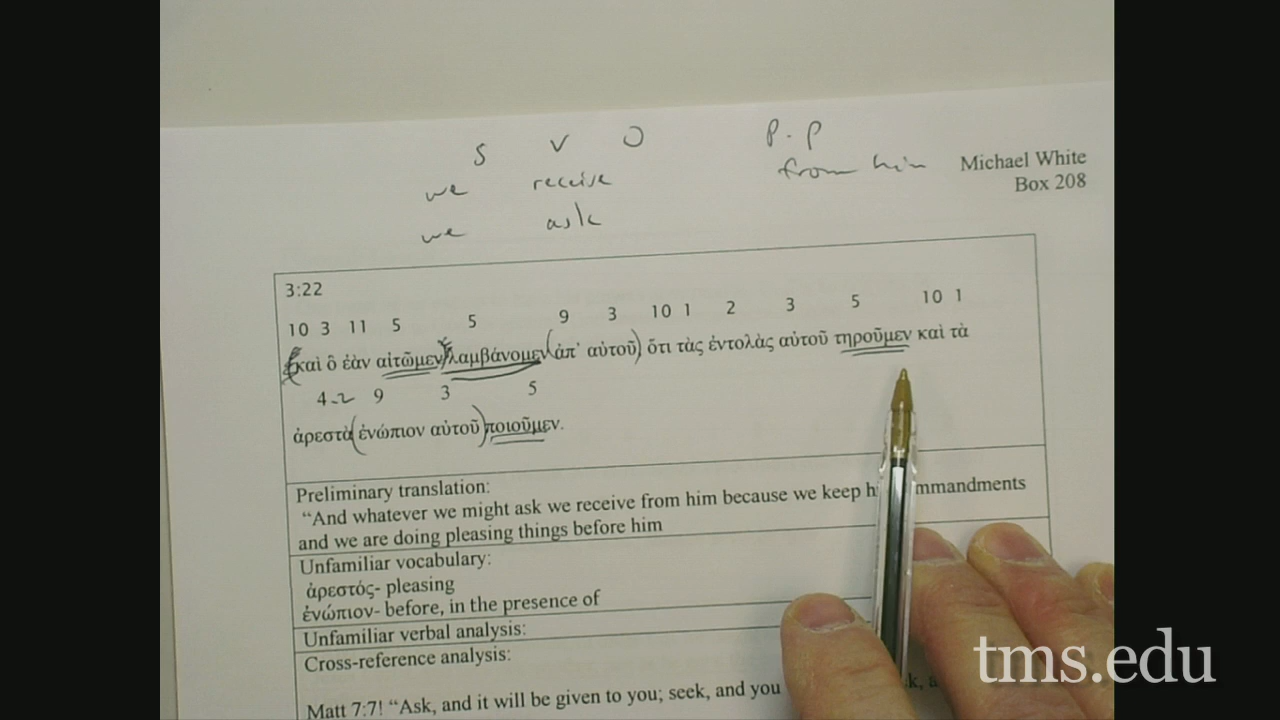 S V O P.P
we receive from him
we ask
Michael White
Box 208
3:22
10 3 11 5 5 9 3 10 1 2 3 5 10 1
καὶ ὃ ἐὰν αἰτῶμεν λαμβάνομεν (ἀπ' αὐτοῦ) ὅτι τὰς ἐντολὰς αὐτοῦ τηροῦμεν καὶ τὰ
4-2 9 3 5
ἀρεστὰ (ἐνώπιον αὐτοῦ) ποιοῦμεν.
Preliminary translation:
“And whatever we might ask we receive from him because we keep commandments
and we are doing pleasing things before him
Unfamiliar vocabulary:
ἀρεστός- pleasing
ἐνώπιον- before, in the presence of
Unfamiliar verbal analysis:
Cross-reference analysis:
Matt 7:7! “Ask, and it will be given to you; seek, and you
tms.edu